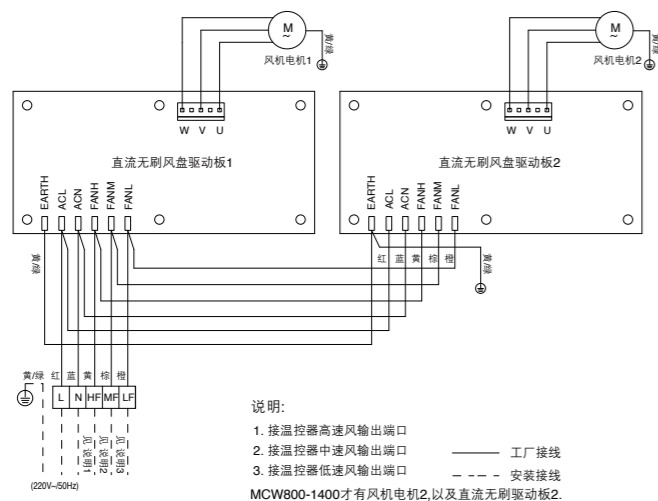 M
~
黄/绿
风机电机1
W V U
直流无刷风盘驱动板1
EARTH
ACL
ACN
FANH
FANM
FANL
M
~
黄/绿
风机电机2
W V U
直流无刷风盘驱动板2
EARTH
ACL
ACN
FANH
FANM
FANL
黄/绿
红 蓝 黄 棕 橙
黄/绿
黄/绿 红 蓝 黄 棕 橙
L N HF MF LF
见说明1
见说明2
见说明3
(220V~/50Hz)
说明:
1. 接温控器高速风输出端口
2. 接温控器中速风输出端口
3. 接温控器低速风输出端口
工厂接线
安装接线
MCW800-1400才有风机电机2,以及直流无刷驱动板2.